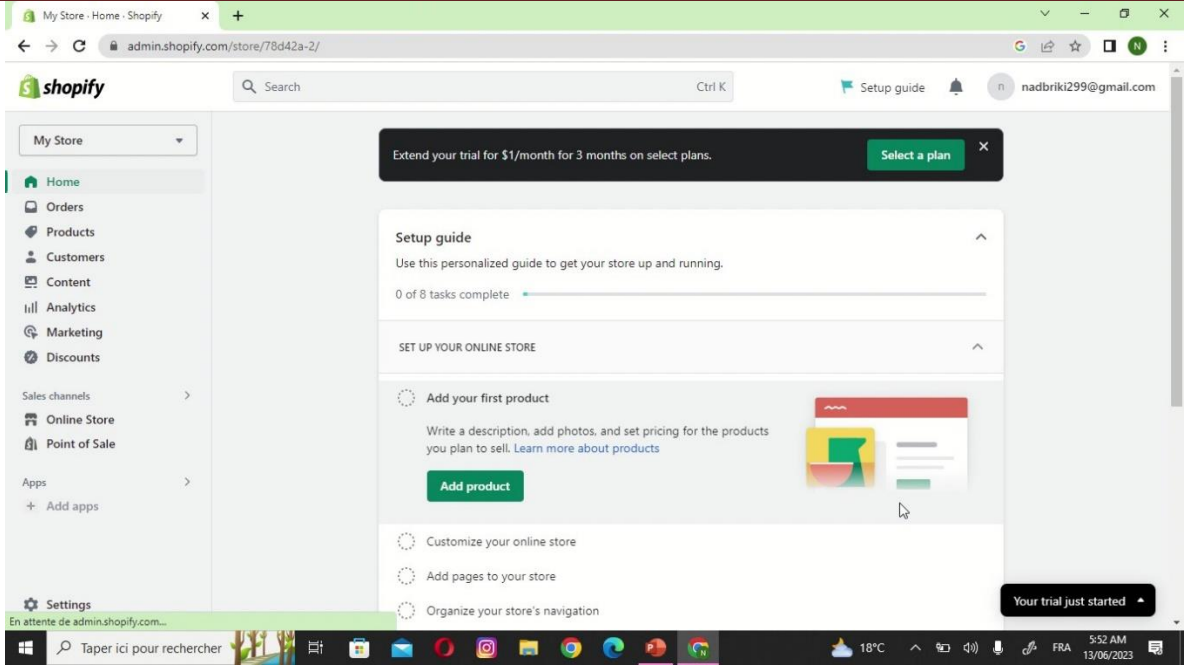 My Store · Home · Shopify
admin.shopify.com/store/78d42a-2/
N
shopify
Search
Ctrl K
Setup guide
n
nadbriki299@gmail.com
My Store
Extend your trial for $1/month for 3 months on select plans.
Select a plan
Home
Orders
Products
Customers
Content
Analytics
Marketing
Discounts
Sales channels
Online Store
Point of Sale
Apps
Add apps
Settings
Setup guide
Use this personalized guide to get your store up and running.
0 of 8 tasks complete
SET UP YOUR ONLINE STORE
Add your first product
Write a description, add photos, and set pricing for the products
you plan to sell. Learn more about products
Add product
Customize your online store
Add pages to your store
Organize your store's navigation
Your trial just started
En attente de admin.shopify.com...
Taper ici pour rechercher
18°C
FRA
5:52 AM
13/06/2023